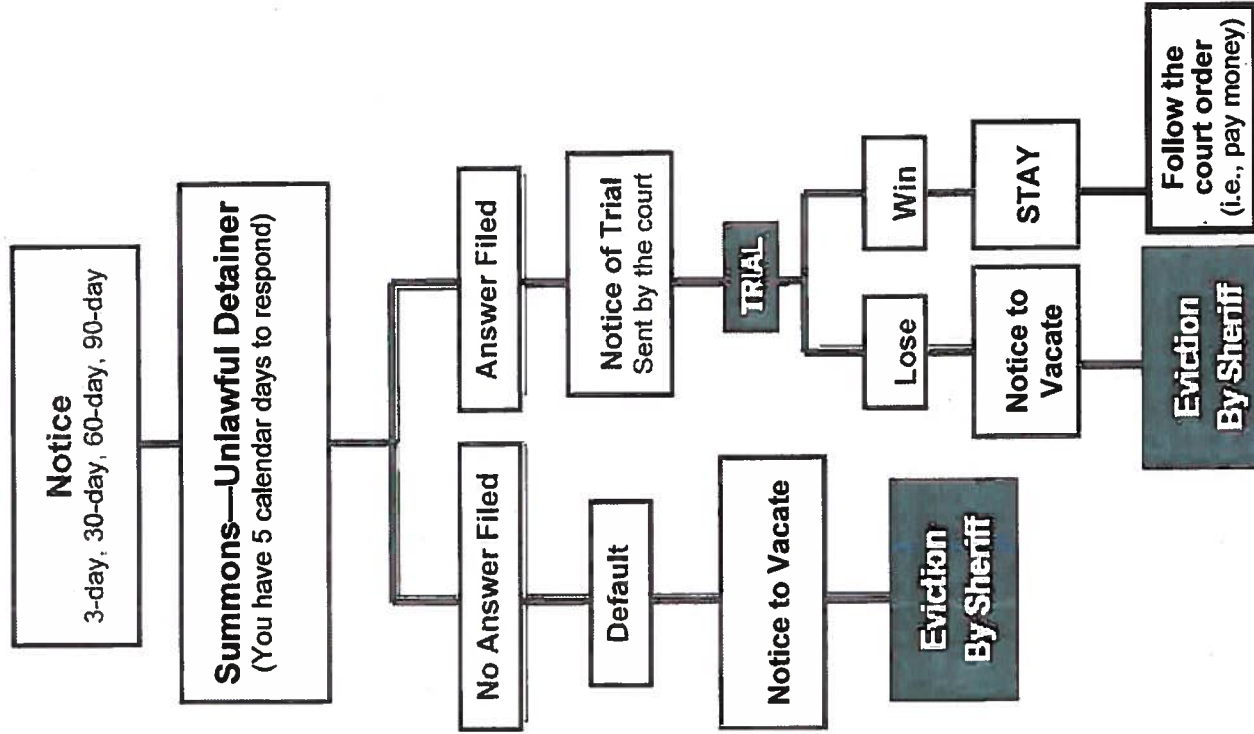 Notice
3-day, 30-day, 60-day, 90-day
Summons—Unlawful Detainer
(You have 5 calendar days to respond)
No Answer Filed
Default
Notice to Vacate
Eviction
By Sheriff
Answer Filed
Notice of Trial
Sent by the court
TRIAL
Lose
Notice to
Vacate
Eviction
By Sheriff
Win
STAY
Follow the
court order
(i.e., pay money)